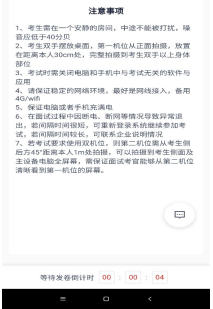 注意事项
1、考生需在一个安静的房间，中途不能被打扰，噪
音应低于40分贝
2、考生双手摆放桌面，第一机位从正面拍摄，放置
在距离本人30cm处，完整拍摄到考生双手以上身体
部位
3、考试时需关闭电脑和手机中与考试无关的软件与
应用
4、请保证稳定的网络环境，最好是网线接入，备用
4G/wifi
5、保证电脑或者手机充满电
6、在面试过程中因断电、断网等情况导致异常退
出，若间隔时间很短，可重新登录系统继续参加考
试，若间隔时间较长，可联系企业说明情况
7、若考试要求使用双机位，则第二机位需从考生侧
后方45°距离本人1m处拍摄，可以拍摄到考生侧面及
主设备电脑全屏幕，需保证面试考官能够从第二机位
清晰看到第一机位的屏幕。
等待发卷倒计时 00 : 00 : 04